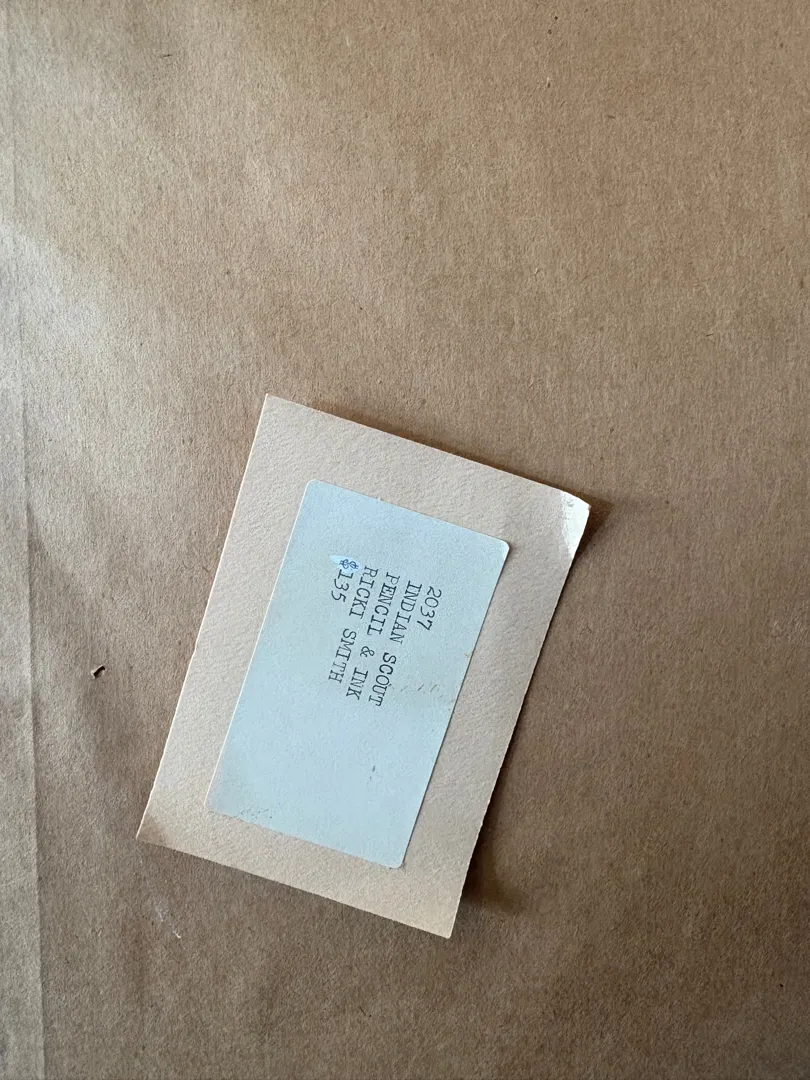 2037
INDIAN SCOUT
PENCIL & INK
RICKI SMITH
$135